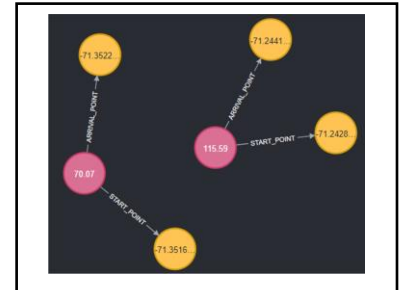 -71.2441...
-71.3522...
ARRIVAL_POINT
ARRIVAL_POINT
-71.2428...
115.59
START_POINT
70.07
START_POINT
-71.3516...